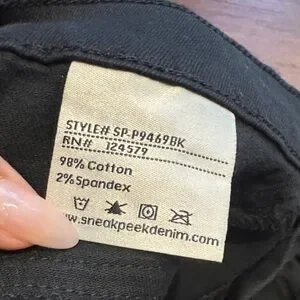 STYLE# SP-P9469BK
RN# 124579
98% Cotton
2% Spandex
www.sneakpeekdenim.com